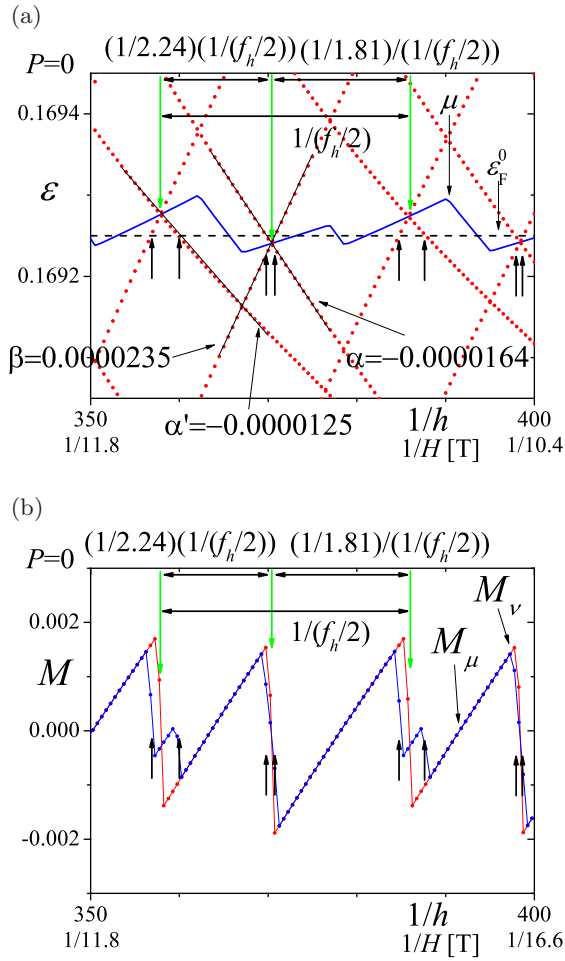 (a)
(1/2.24)(1/(f_h/2)) (1/1.81)/(1/(f_h/2))
P=0
0.1694
μ
1/(f_h/2)
ε
ε_F^0
0.1692
β=0.0000235
α=−0.0000164
α'=−0.0000125
350 1/h 400
1/11.8 1/H [T] 1/10.4
(b)
(1/2.24)(1/(f_h/2)) (1/1.81)/(1/(f_h/2))
P=0
0.002
M_ν
1/(f_h/2)
M_μ
M
0.000
-0.002
350 1/h 400
1/11.8 1/H [T] 1/16.6